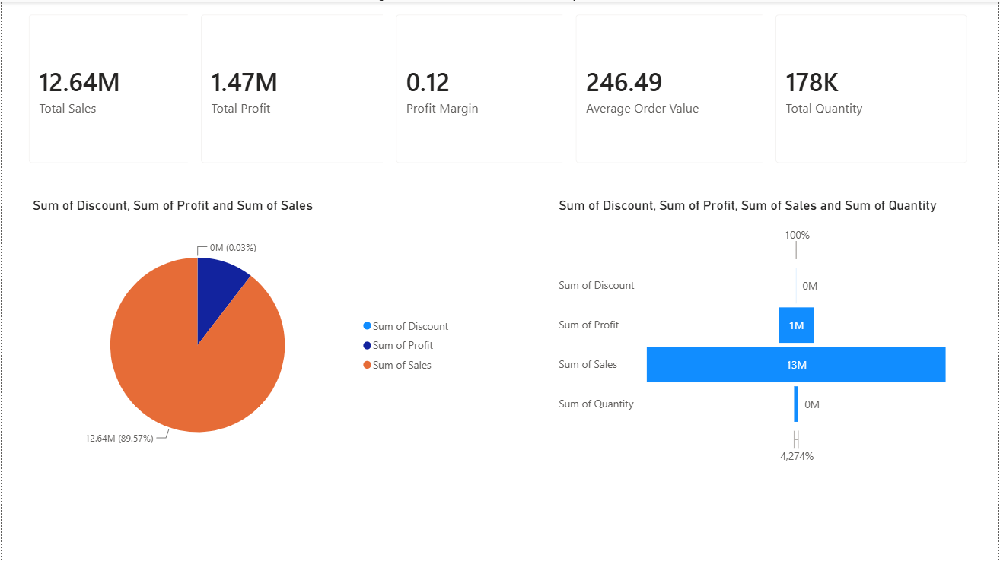 12.64M
Total Sales
1.47M
Total Profit
0.12
Profit Margin
246.49
Average Order Value
178K
Total Quantity
Sum of Discount, Sum of Profit and Sum of Sales
0M (0.03%)
12.64M (89.57%)
Sum of Discount
Sum of Profit
Sum of Sales
Sum of Discount, Sum of Profit, Sum of Sales and Sum of Quantity
100%
Sum of Discount
0M
Sum of Profit
1M
Sum of Sales
13M
Sum of Quantity
0M
4,274%